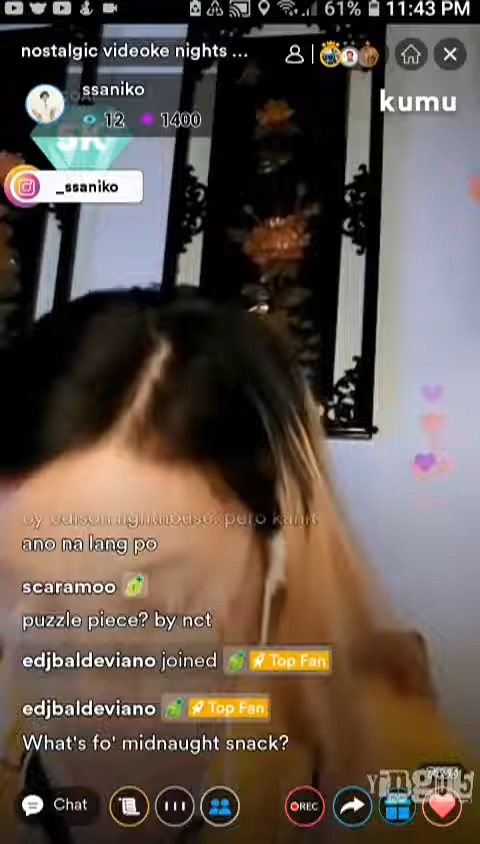 61% 11:43 PM
nostalgic videoke nights ...
ssaniko
12 1400
kumu
5K
_ssaniko
ano na lang po
scaramoo
puzzle piece? by nct
edjbaldeviano joined Top Fan
edjbaldeviano Top Fan
What's fo' midnaught snack?
Chat
REC